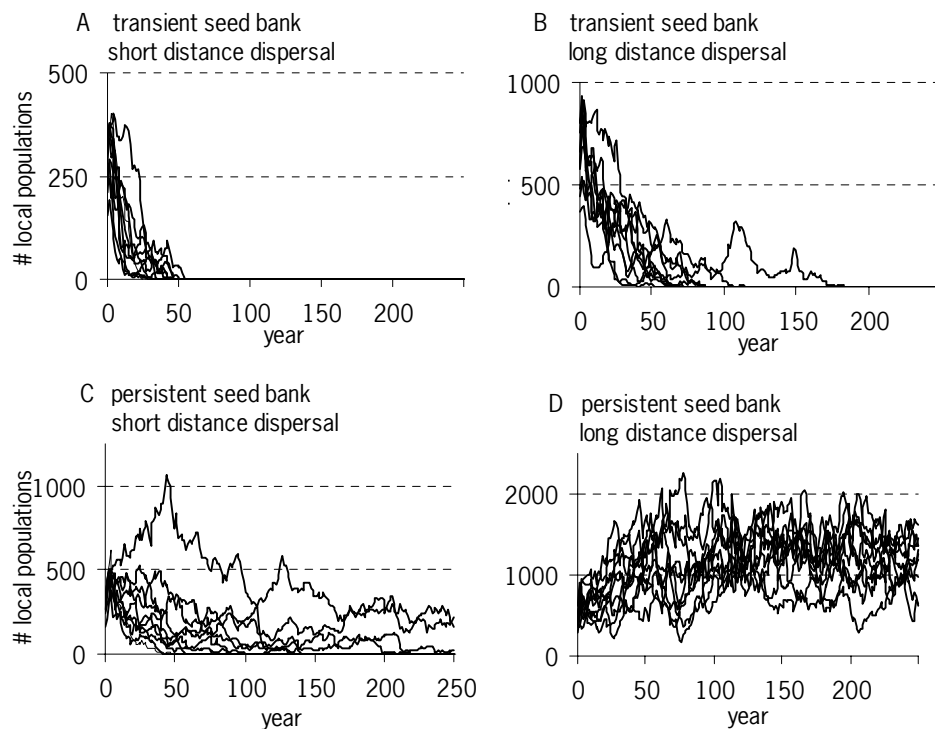 A transient seed bank
short distance dispersal
500
250
0
# local populations
0 50 100 150 200
year
B transient seed bank
long distance dispersal
1000
500
0
0 50 100 150 200
year
C persistent seed bank
short distance dispersal
1000
500
0
# local populations
0 50 100 150 200 250
year
D persistent seed bank
long distance dispersal
2000
1000
0
0 50 100 150 200
year